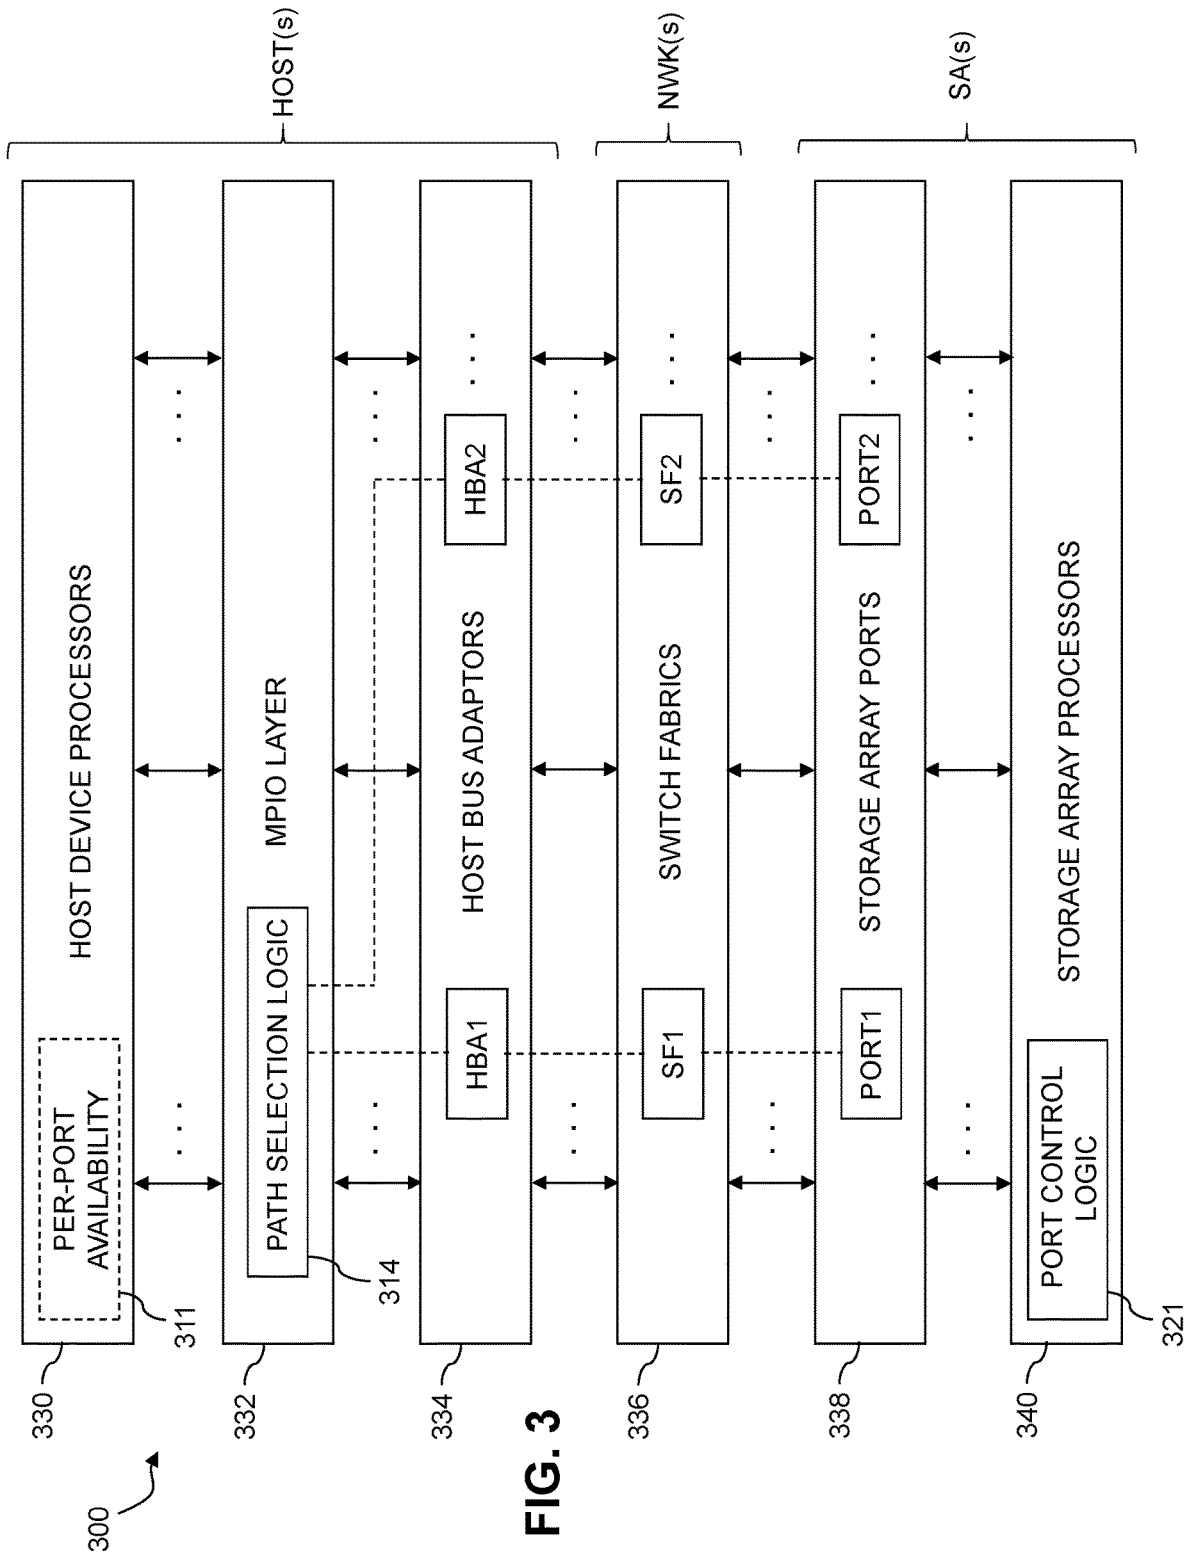 300
330
PER-PORT
AVAILABILITY
311
HOST DEVICE PROCESSORS
HOST(s)
332
PATH SELECTION LOGIC
314
MPIO LAYER
334
HBA1
HOST BUS ADAPTORS
HBA2
336
SF1
SWITCH FABRICS
SF2
NWK(s)
338
PORT1
STORAGE ARRAY PORTS
PORT2
SA(s)
340
PORT CONTROL
LOGIC
321
STORAGE ARRAY PROCESSORS
FIG. 3